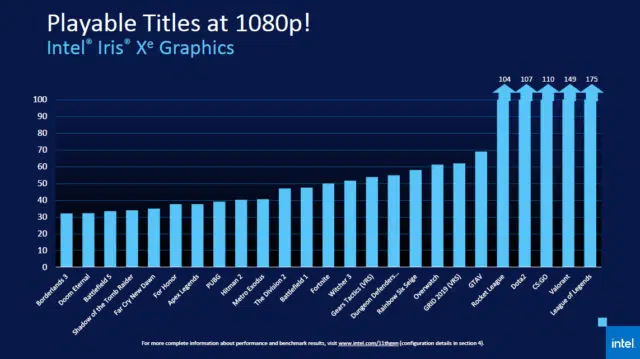 Playable Titles at 1080p!
Intel® Iris® Xe Graphics
104
107
110
149
175
100
90
80
70
60
50
40
30
20
10
0
Borderlands 3
Doom Eternal
Battlefield 5
Shadow of the Tomb Raider
Far Cry New Dawn
For Honor
Apex Legends
PUBG
Hitman 2
Metro Exodus
The Division 2
Battlefield 1
Fortnite
Witcher 3
Gears Tactics (VRS)
Dungeon Defenders...
Rainbow Six Seige
Overwatch
GRID 2019 (VRS)
GTAV
Rocket League
Dota2
CS:GO
Valorant
League of Legends
For more complete information about performance and benchmark results, visit www.intel.com/11thgen (configuration details in section 4).
intel.